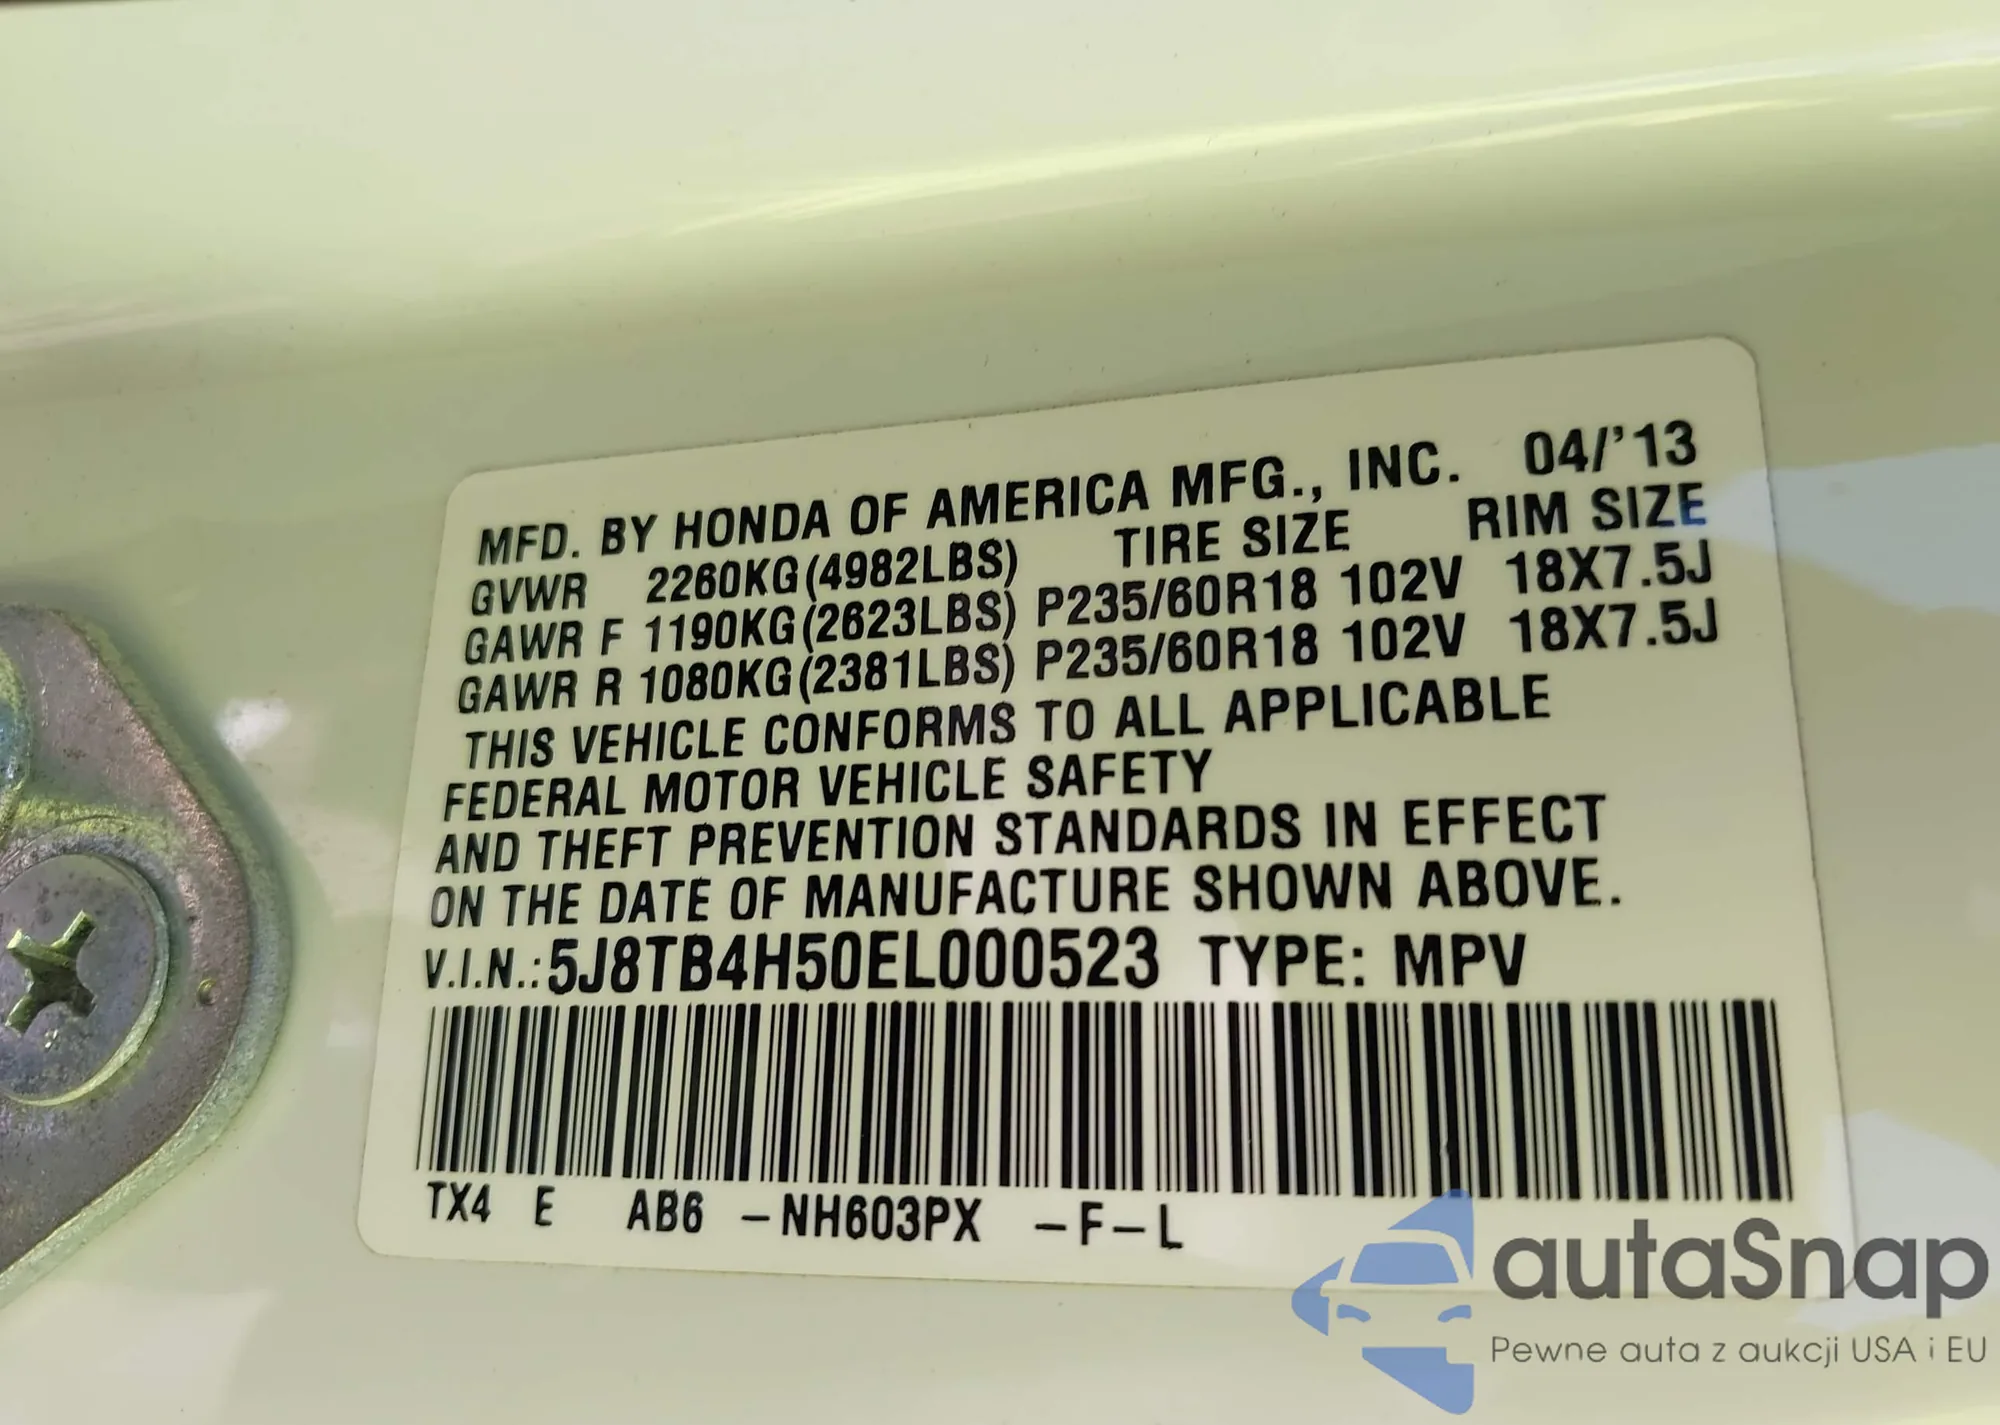 MFD. BY HONDA OF AMERICA MFG., INC. 04/'13
GVWR 2260KG(4982LBS) TIRE SIZE RIM SIZE
GAWR F 1190KG(2623LBS) P235/60R18 102V 18X7.5J
GAWR R 1080KG(2381LBS) P235/60R18 102V 18X7.5J
THIS VEHICLE CONFORMS TO ALL APPLICABLE
FEDERAL MOTOR VEHICLE SAFETY
AND THEFT PREVENTION STANDARDS IN EFFECT
ON THE DATE OF MANUFACTURE SHOWN ABOVE.
V.I.N.:5J8TB4H50EL000523 TYPE: MPV
TX4 E AB6 -NH603PX -F-L
autaSnap
Pewne auta z aukcji USA i EU